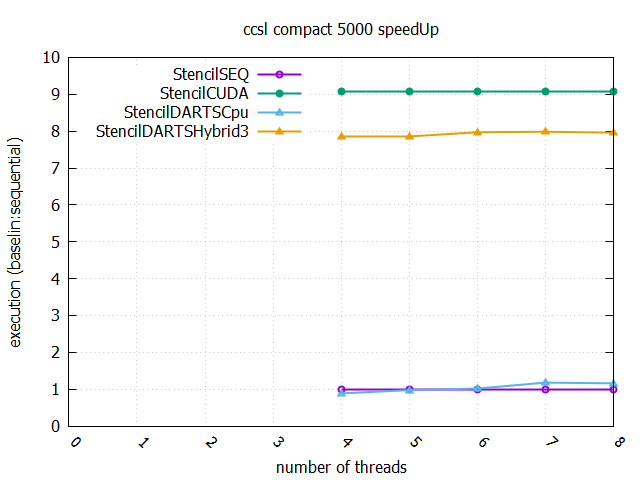 ccsl compact 5000 speedUp
10
9
8
7
6
5
4
3
2
1
0
execution (baselin:sequential)
StencilSEQ
StencilCUDA
StencilDARTSCpu
StencilDARTSHybrid3
0 1 2 3 4 5 6 7 8
number of threads